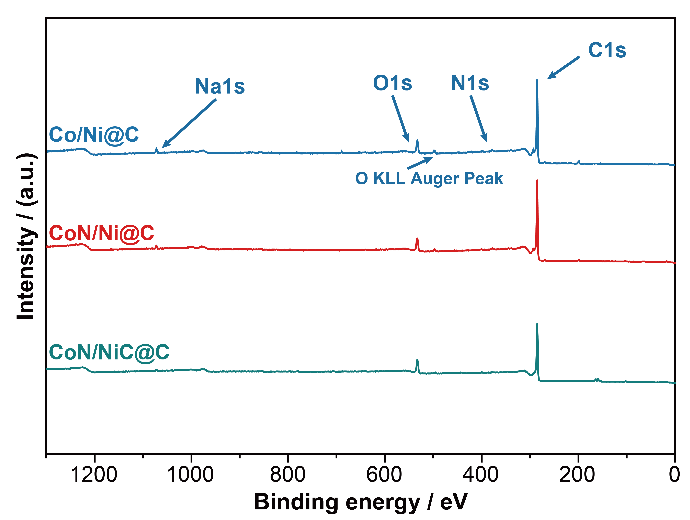 C1s
Na1s
O1s
N1s
Co/Ni@C
O KLL Auger Peak
CoN/Ni@C
CoN/NiC@C
Intensity / (a.u.)
1200 1000 800 600 400 200 0
Binding energy / eV